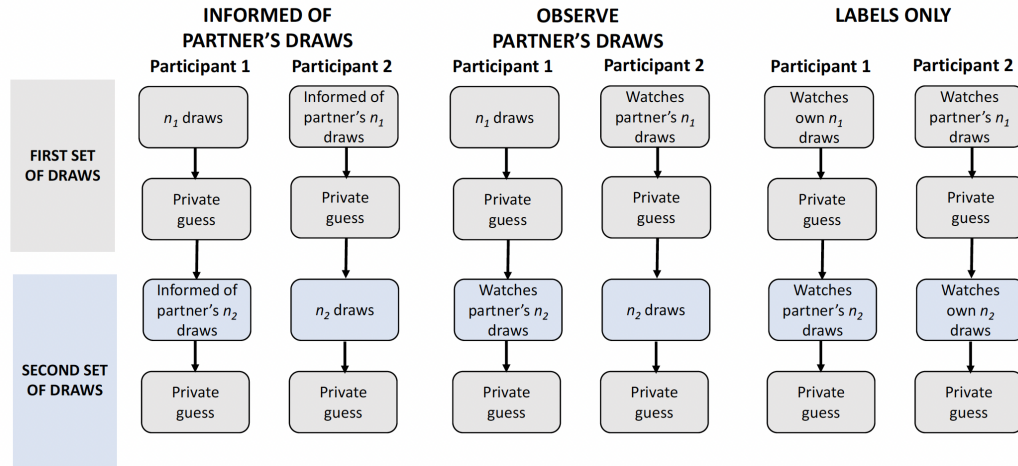 INFORMED OF
PARTNER'S DRAWS
OBSERVE
PARTNER'S DRAWS
LABELS ONLY
Participant 1
Participant 2
Participant 1
Participant 2
Participant 1
Participant 2
FIRST SET
OF DRAWS
n1 draws
Informed of
partner's n1
draws
n1 draws
Watches
partner's n1
draws
Watches
own n1
draws
Watches
partner's n1
draws
Private
guess
Private
guess
Private
guess
Private
guess
Private
guess
Private
guess
SECOND SET
OF DRAWS
Informed of
partner's n2
draws
n2 draws
Watches
partner's n2
draws
n2 draws
Watches
partner's n2
draws
Watches
own n2
draws
Private
guess
Private
guess
Private
guess
Private
guess
Private
guess
Private
guess